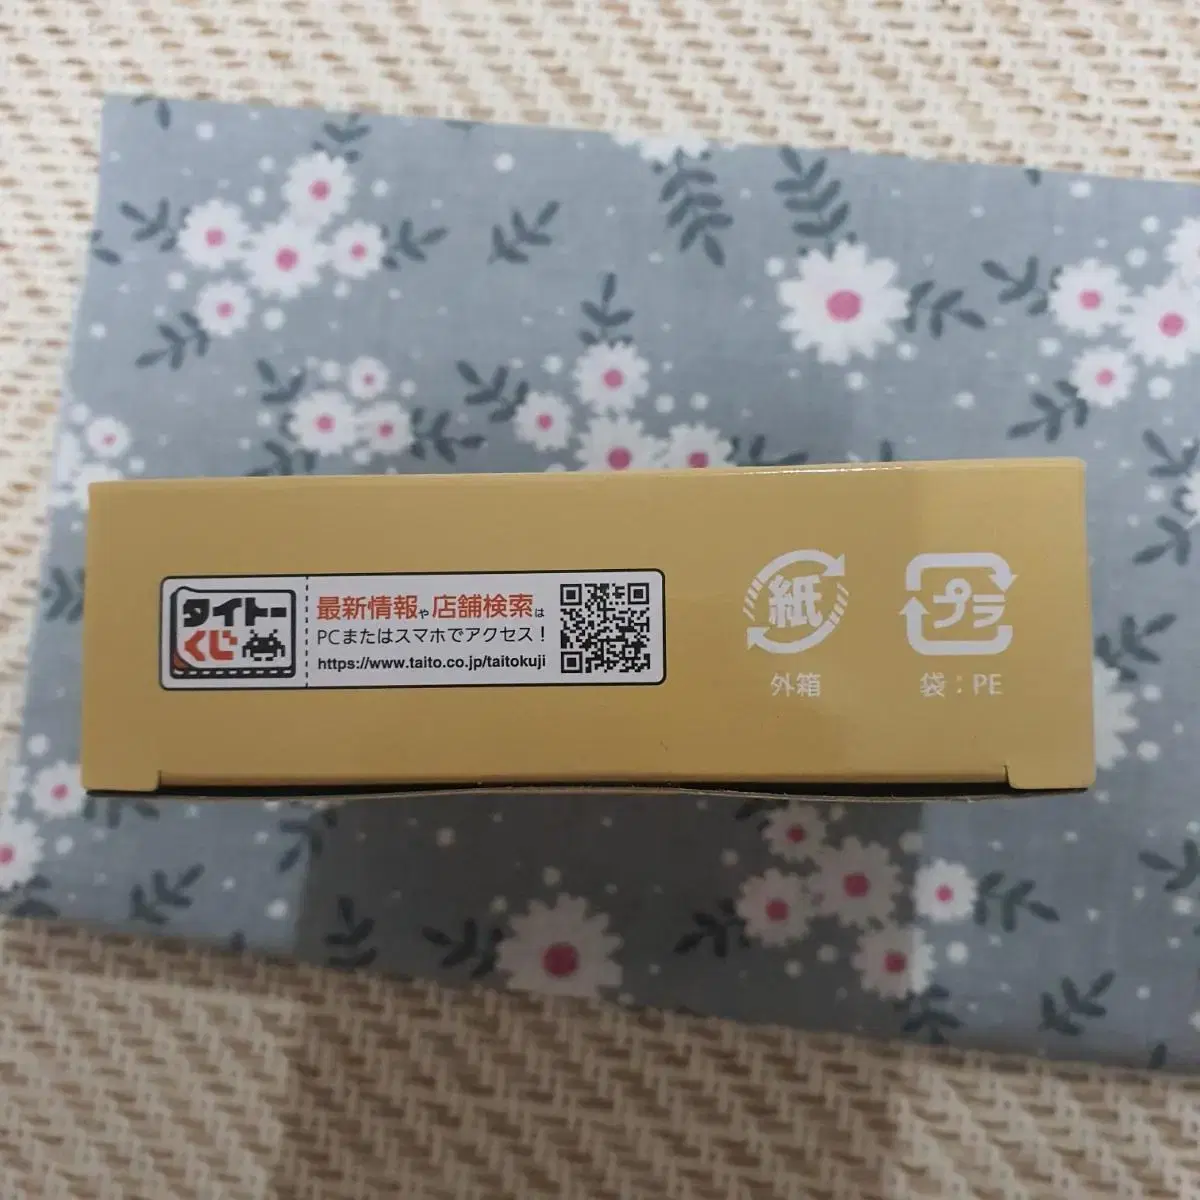 タイトー
くじ
最新情報や店舗検索は
PCまたはスマホでアクセス!
https://www.taito.co.jp/taitokuji
紙
外箱
プラ
袋:PE